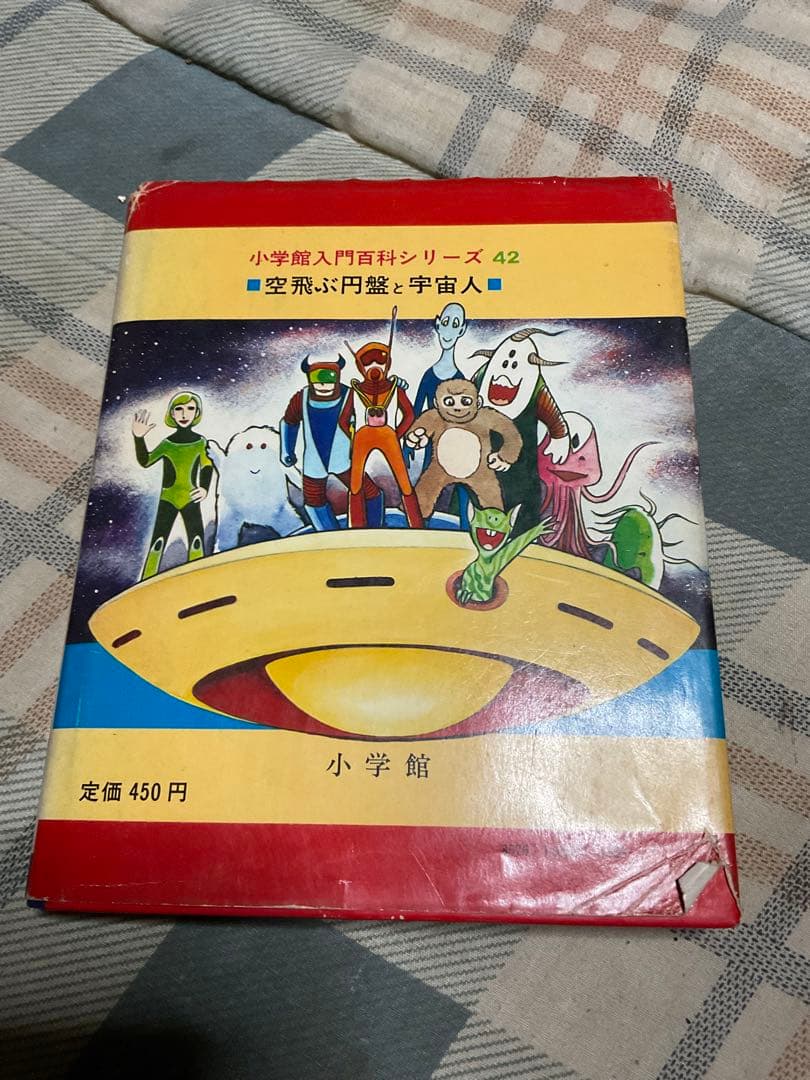 小学館入門百科シリーズ 42
■空飛ぶ円盤と宇宙人■
小学館
定価 450 円